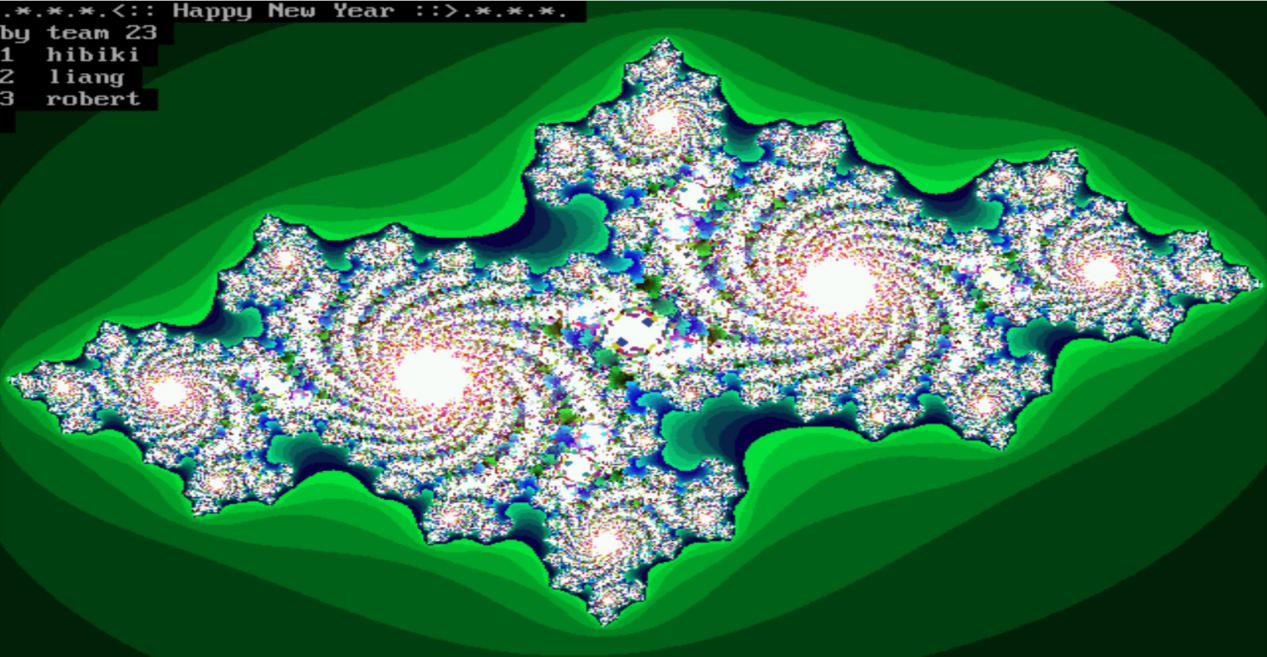 .*.*.*.<:: Happy New Year ::>.*.*.*.
by team 23
1 hibiki
2 liang
3 robert